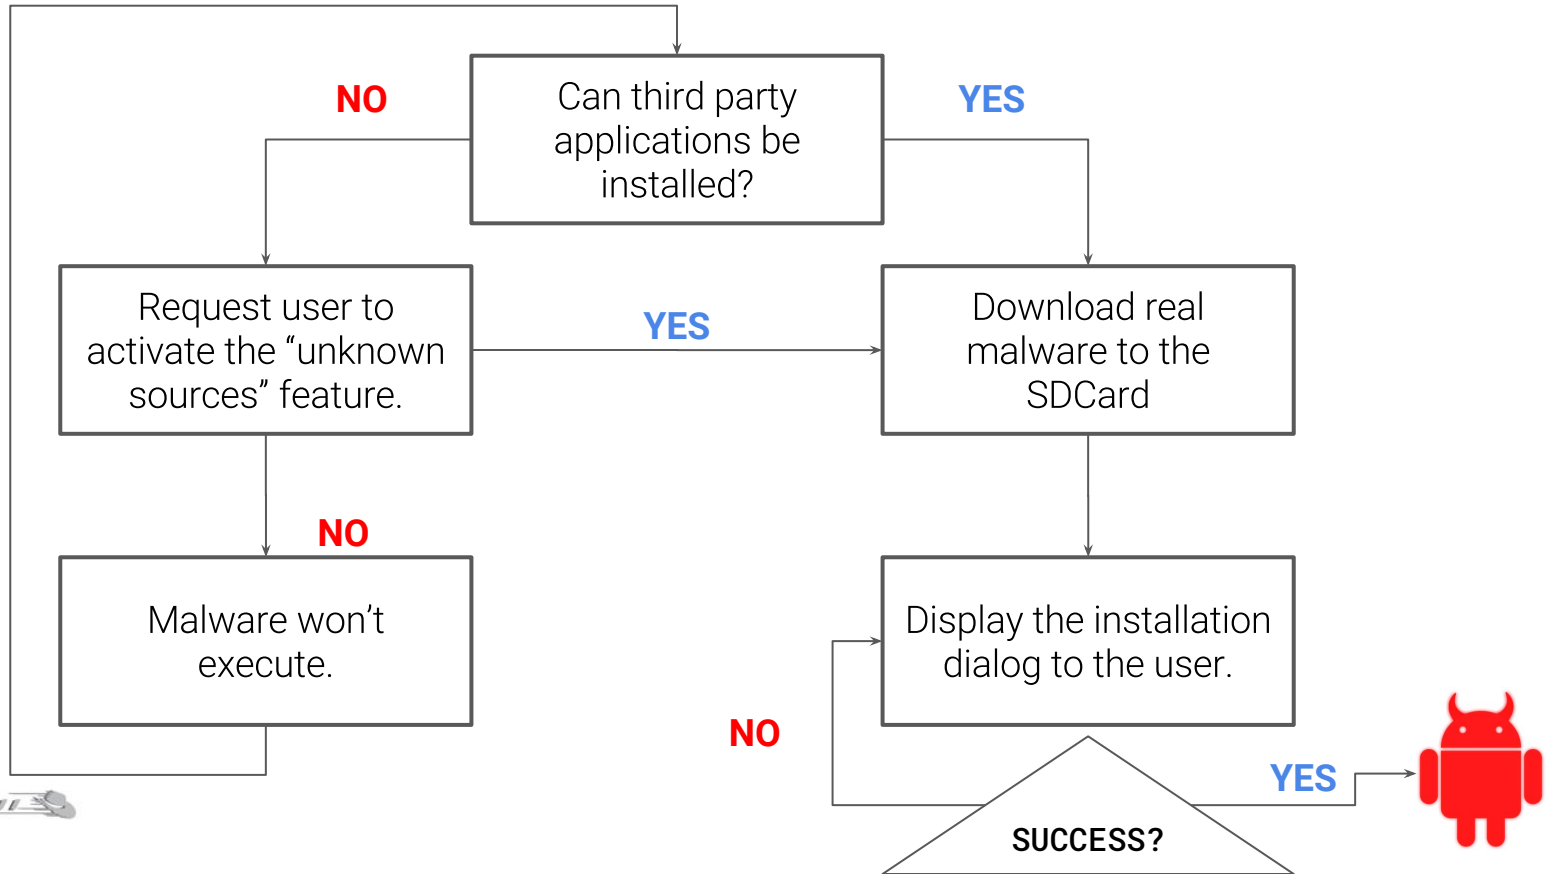 NO
Can third party
applications be
installed?
YES
Request user to
activate the “unknown
sources” feature.
YES
Download real
malware to the
SDCard
NO
Malware won’t
execute.
Display the installation
dialog to the user.
NO
YES
SUCCESS?